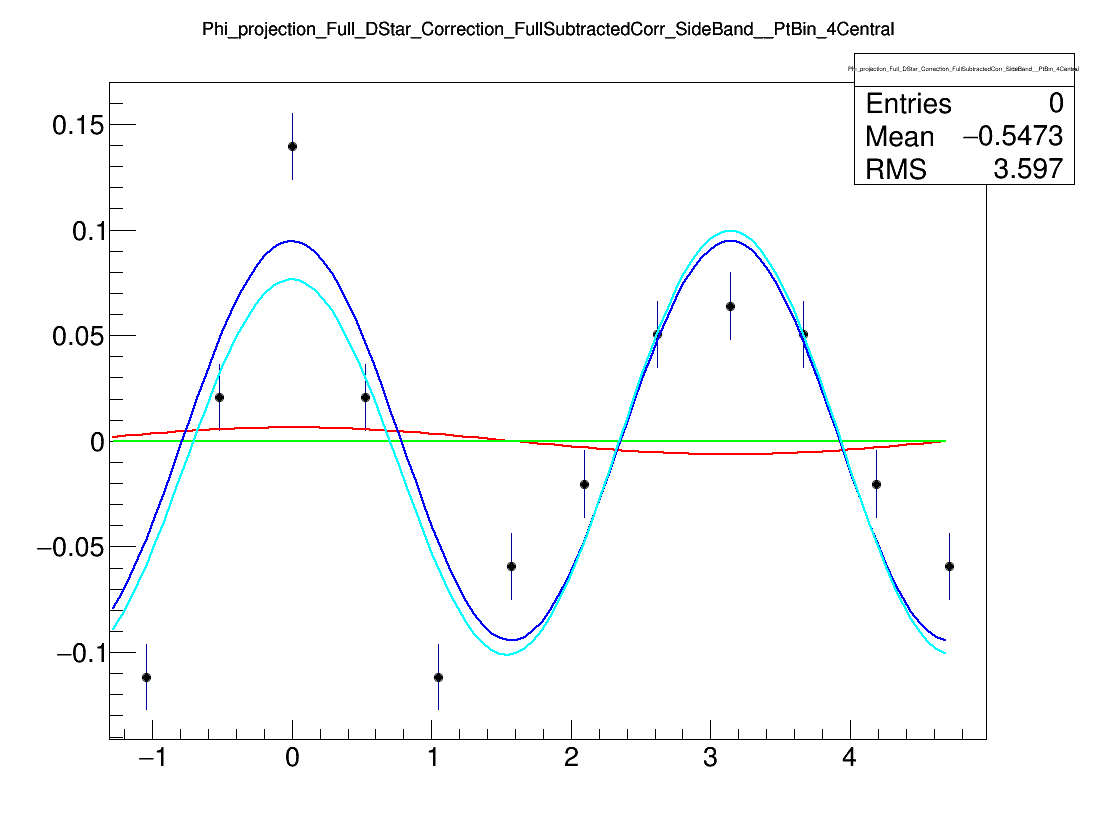 Phi_projection_Full_DStar_Correction_FullSubtractedCorr_SideBand__PtBin_4Central
Phi_projection_Full_DStar_Correction_FullSubtractedCorr_SideBand__PtBin_4Central
Entries 0
Mean −0.5473
RMS 3.597
0.15
0.1
0.05
0
−0.05
−0.1
−1 0 1 2 3 4